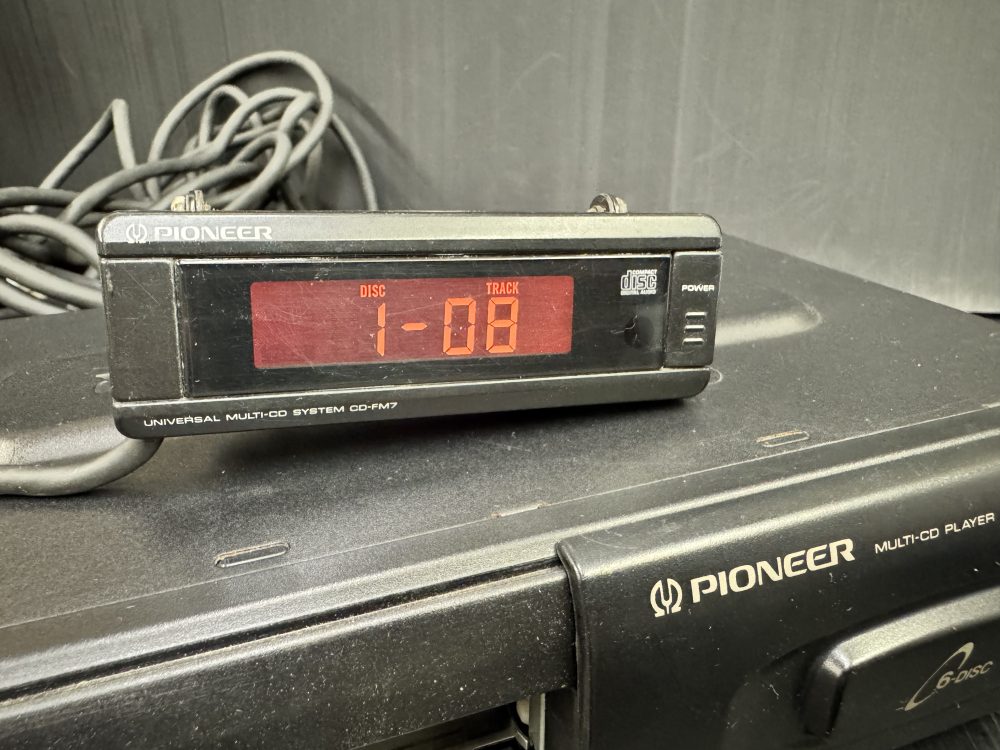 PIONEER
COMPACT
disc
DIGITAL AUDIO
DISC TRACK
1-08
POWER
UNIVERSAL MULTI-CD SYSTEM CD-FM7
PIONEER MULTI-CD PLAYER
6-DISC